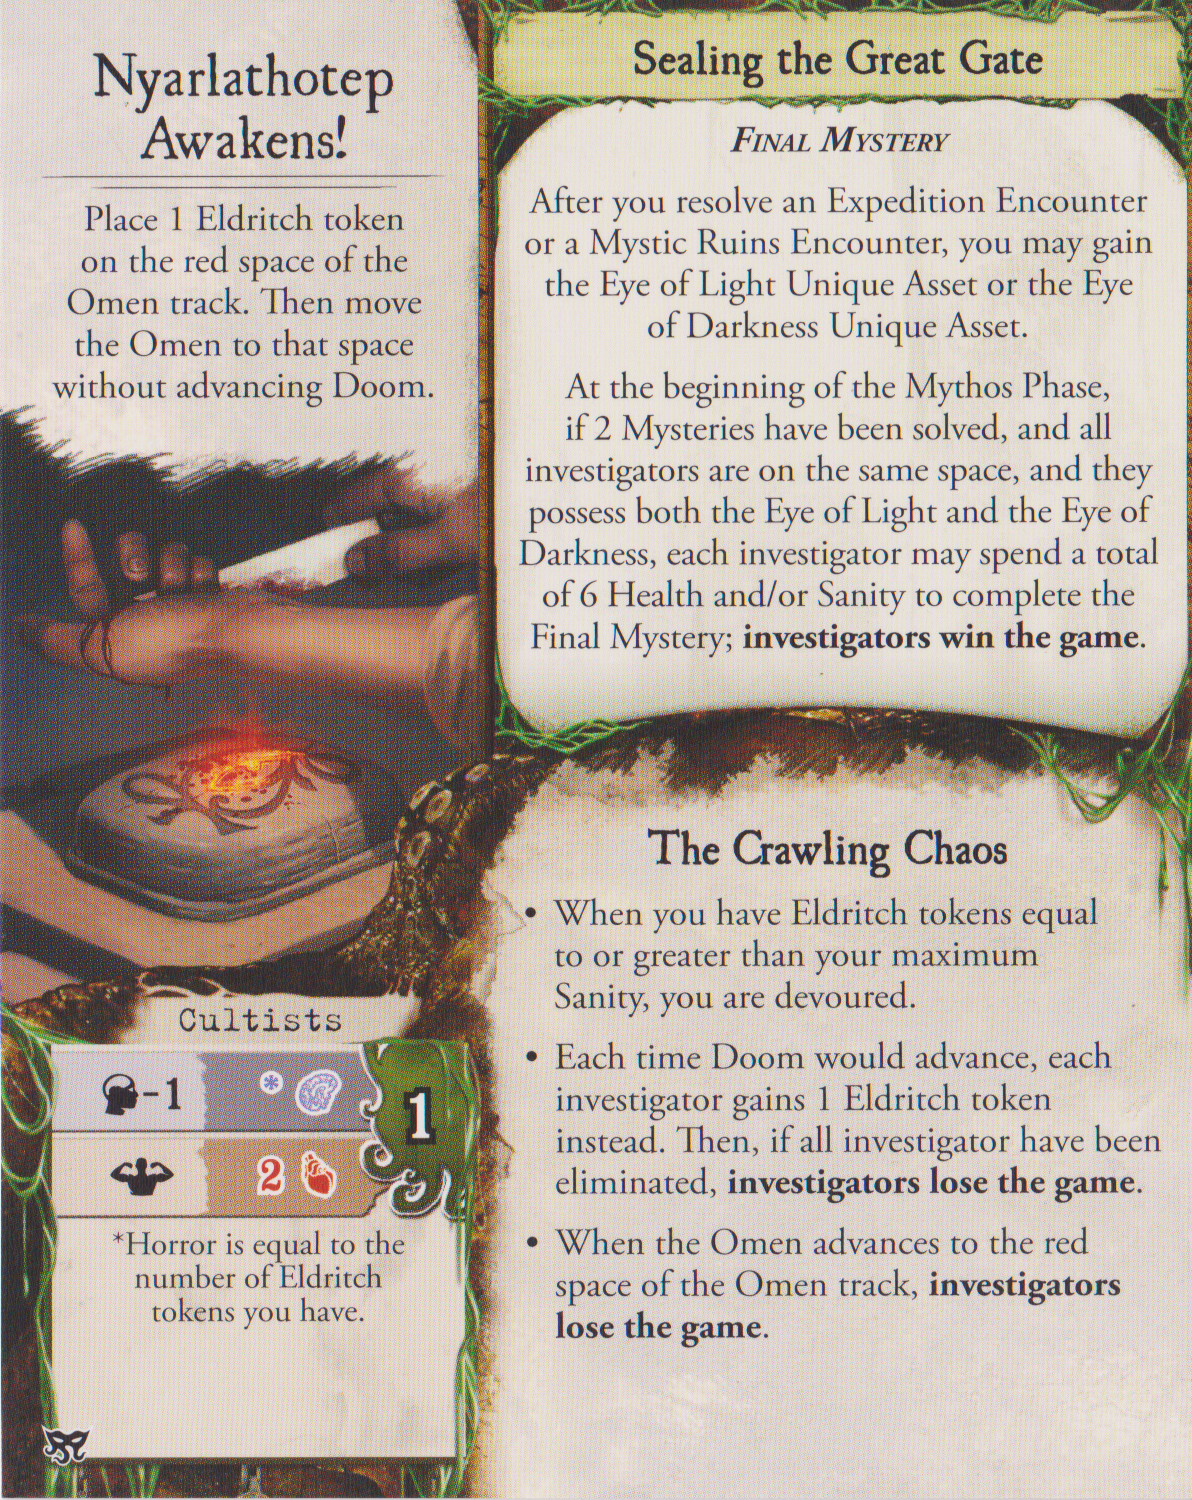 Nyarlathotep
Awakens!
Place 1 Eldritch token
on the red space of the
Omen track. Then move
the Omen to that space
without advancing Doom.
Cultists
-1
*
1
2
*Horror is equal to the
number of Eldritch
tokens you have.
Sealing the Great Gate
Final Mystery
After you resolve an Expedition Encounter
or a Mystic Ruins Encounter, you may gain
the Eye of Light Unique Asset or the Eye
of Darkness Unique Asset.
At the beginning of the Mythos Phase,
if 2 Mysteries have been solved, and all
investigators are on the same space, and they
possess both the Eye of Light and the Eye of
Darkness, each investigator may spend a total
of 6 Health and/or Sanity to complete the
Final Mystery; investigators win the game.
The Crawling Chaos
• When you have Eldritch tokens equal
to or greater than your maximum
Sanity, you are devoured.
• Each time Doom would advance, each
investigator gains 1 Eldritch token
instead. Then, if all investigator have been
eliminated, investigators lose the game.
• When the Omen advances to the red
space of the Omen track, investigators
lose the game.